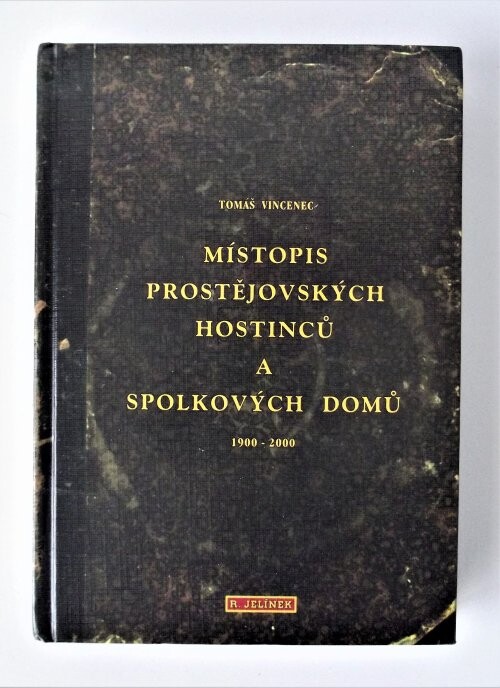 TOMÁŠ VINCENEC
MÍSTOPIS
PROSTĚJOVSKÝCH
HOSTINCŮ
A
SPOLKOVÝCH DOMŮ
1900 - 2000
R. JELÍNEK